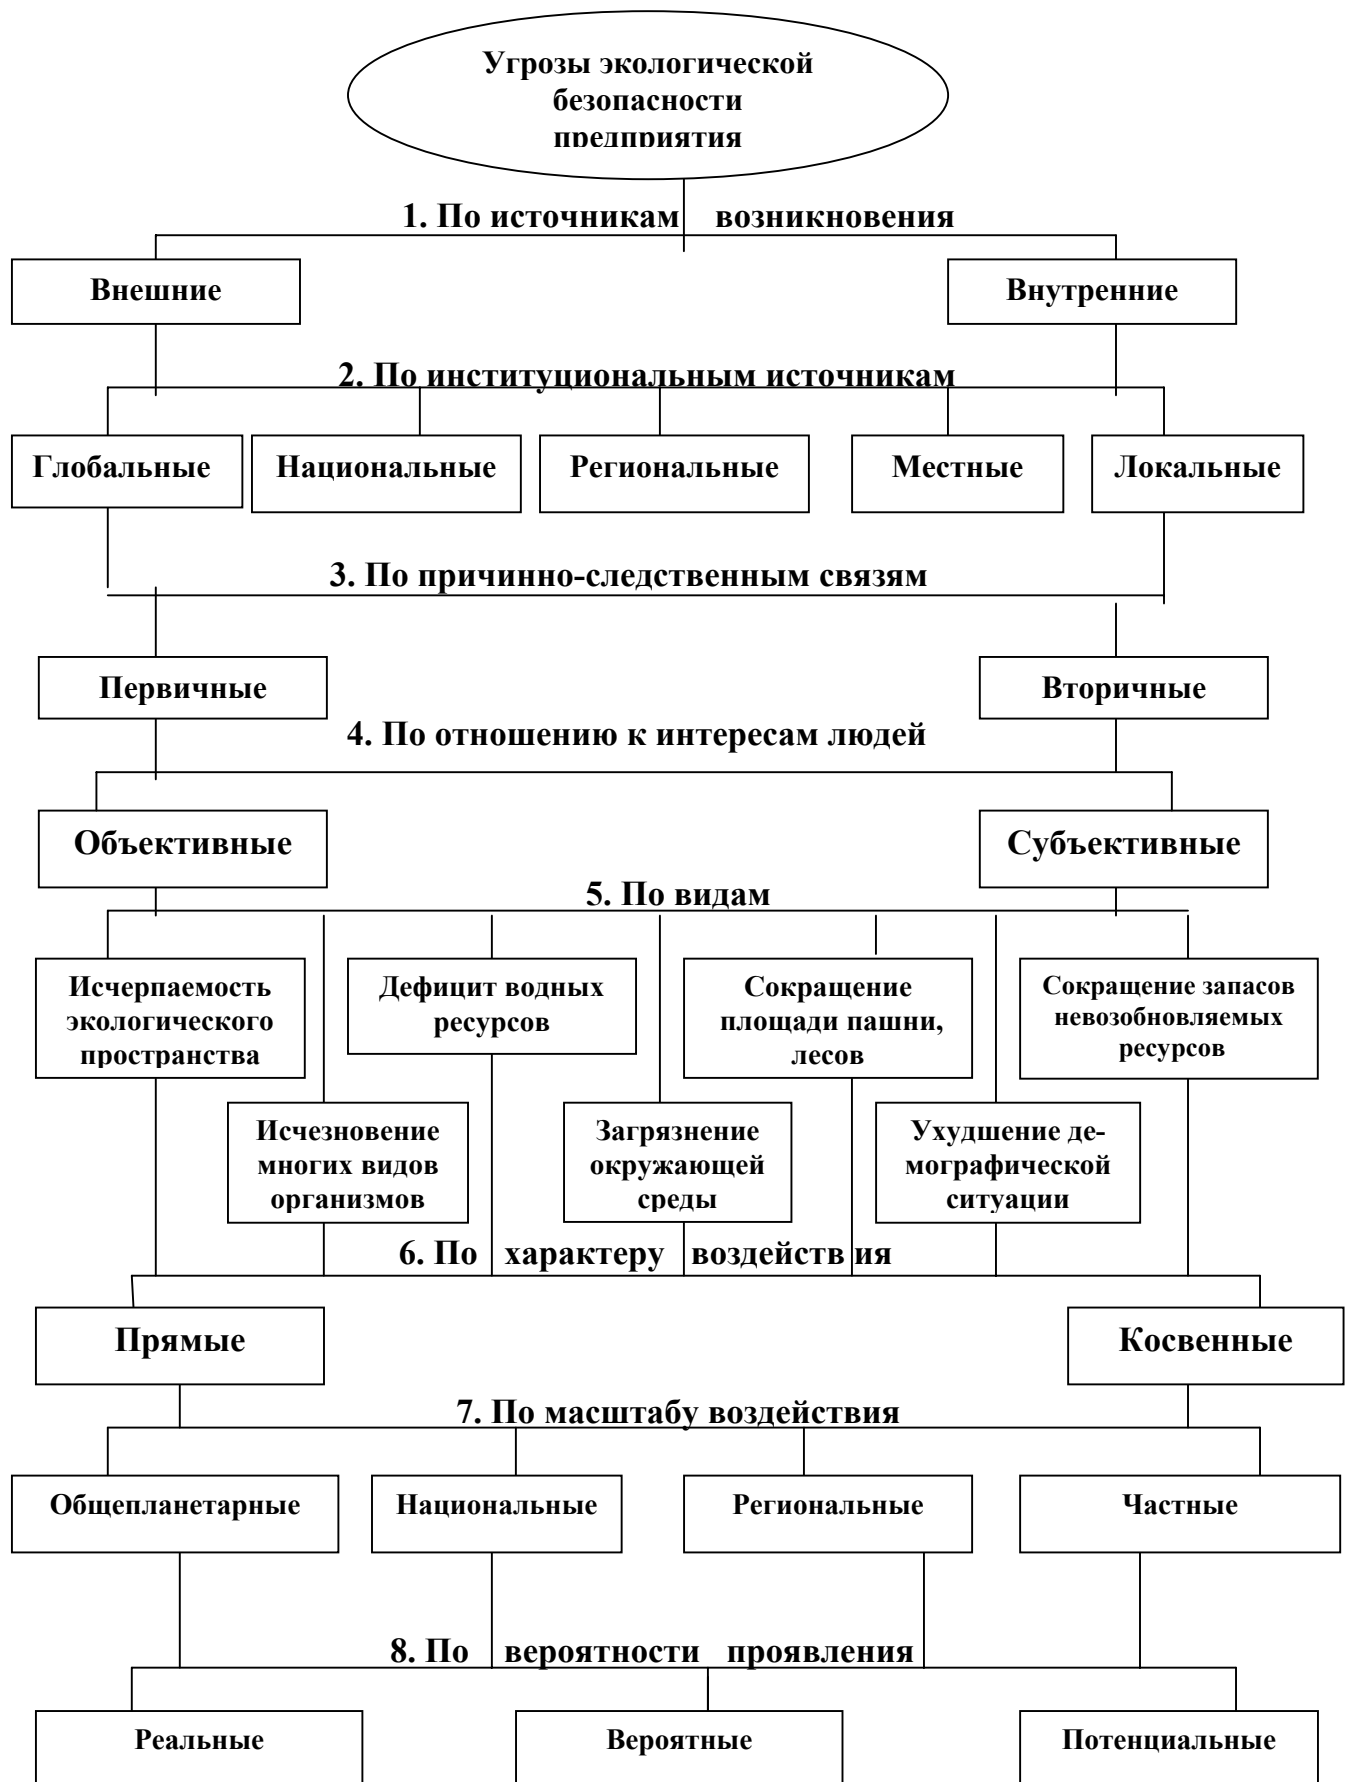 Угрозы экологической
безопасности
предприятия
1. По источникам возникновения
Внешние
Внутренние
2. По институциональным источникам
Глобальные
Национальные
Региональные
Местные
Локальные
3. По причинно-следственным связям
Первичные
Вторичные
4. По отношению к интересам людей
Объективные
Субъективные
5. По видам
Исчерпаемость
экологического
пространства
Дефицит водных
ресурсов
Сокращение
площади пашни,
лесов
Сокращение запасов
невозобновляемых
ресурсов
Исчезновение
многих видов
организмов
Загрязнение
окружающей
среды
Ухудшение де-
мографической
ситуации
6. По характеру воздейств ия
Прямые
Косвенные
7. По масштабу воздействия
Общепланетарные
Национальные
Региональные
Частные
8. По вероятности проявления
Реальные
Вероятные
Потенциальные